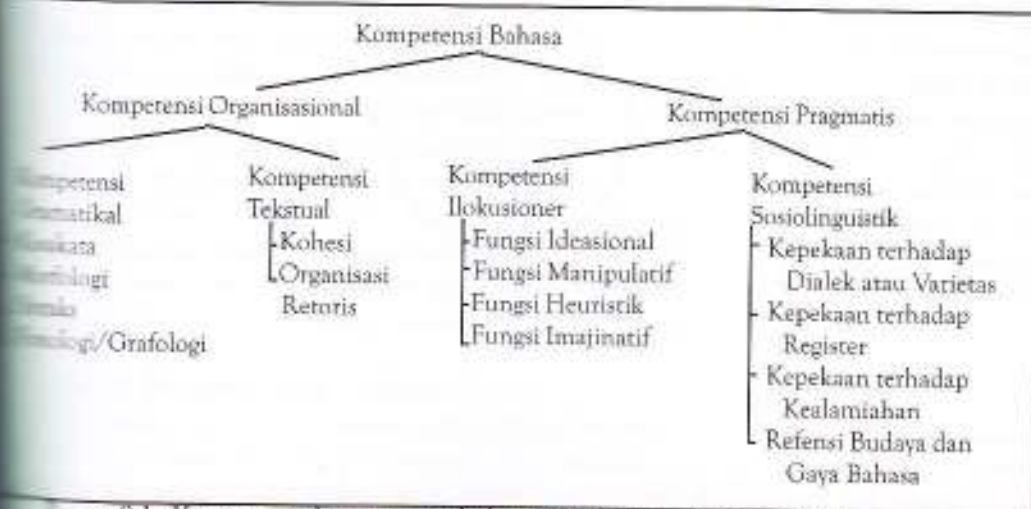 Kompetensi Bahasa
Kompetensi Organisasional
Kompetensi Pragmatis
Kompetensi
Tekstual
Kohesi
Organisasi
Retoris
Kompetensi
Ilokusioner
Fungsi Ideasional
Fungsi Manipulatif
Fungsi Heuristik
Fungsi Imajinatif
Kompetensi
Sosiolinguistik
Kepekaan terhadap
Dialek atau Varietas
Kepekaan terhadap
Register
Kepekaan terhadap
Kealamiahan
Refensi Budaya dan
Gaya Bahasa
/Grafologi